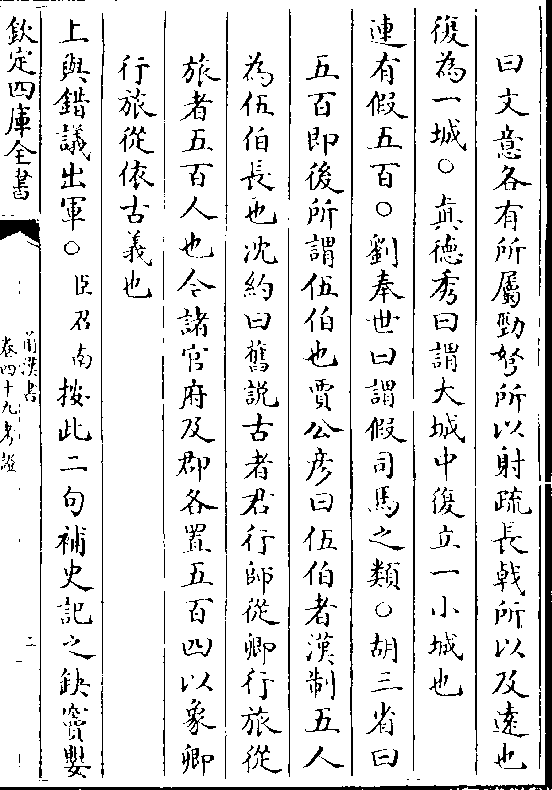 曰文意各有所屬勁弩所以射疏長戟所以及遠也
復為一城○真德秀曰謂大城中復立一小城也
連有假五百○劉奉世曰謂假司馬之類○胡三省曰
五百即後所謂伍伯也賈公彦曰伍伯者漢制五人
為伍伯長也沈約曰舊説古者君行師從卿行旅從
旅者五百人也今諸官府及郡各置五百四以象卿
行旅從依古義也
上與錯議出軍○臣召南按此二句補史記之缺竇嬰
欽定四庫全書
前漢書
卷四十九考證
二